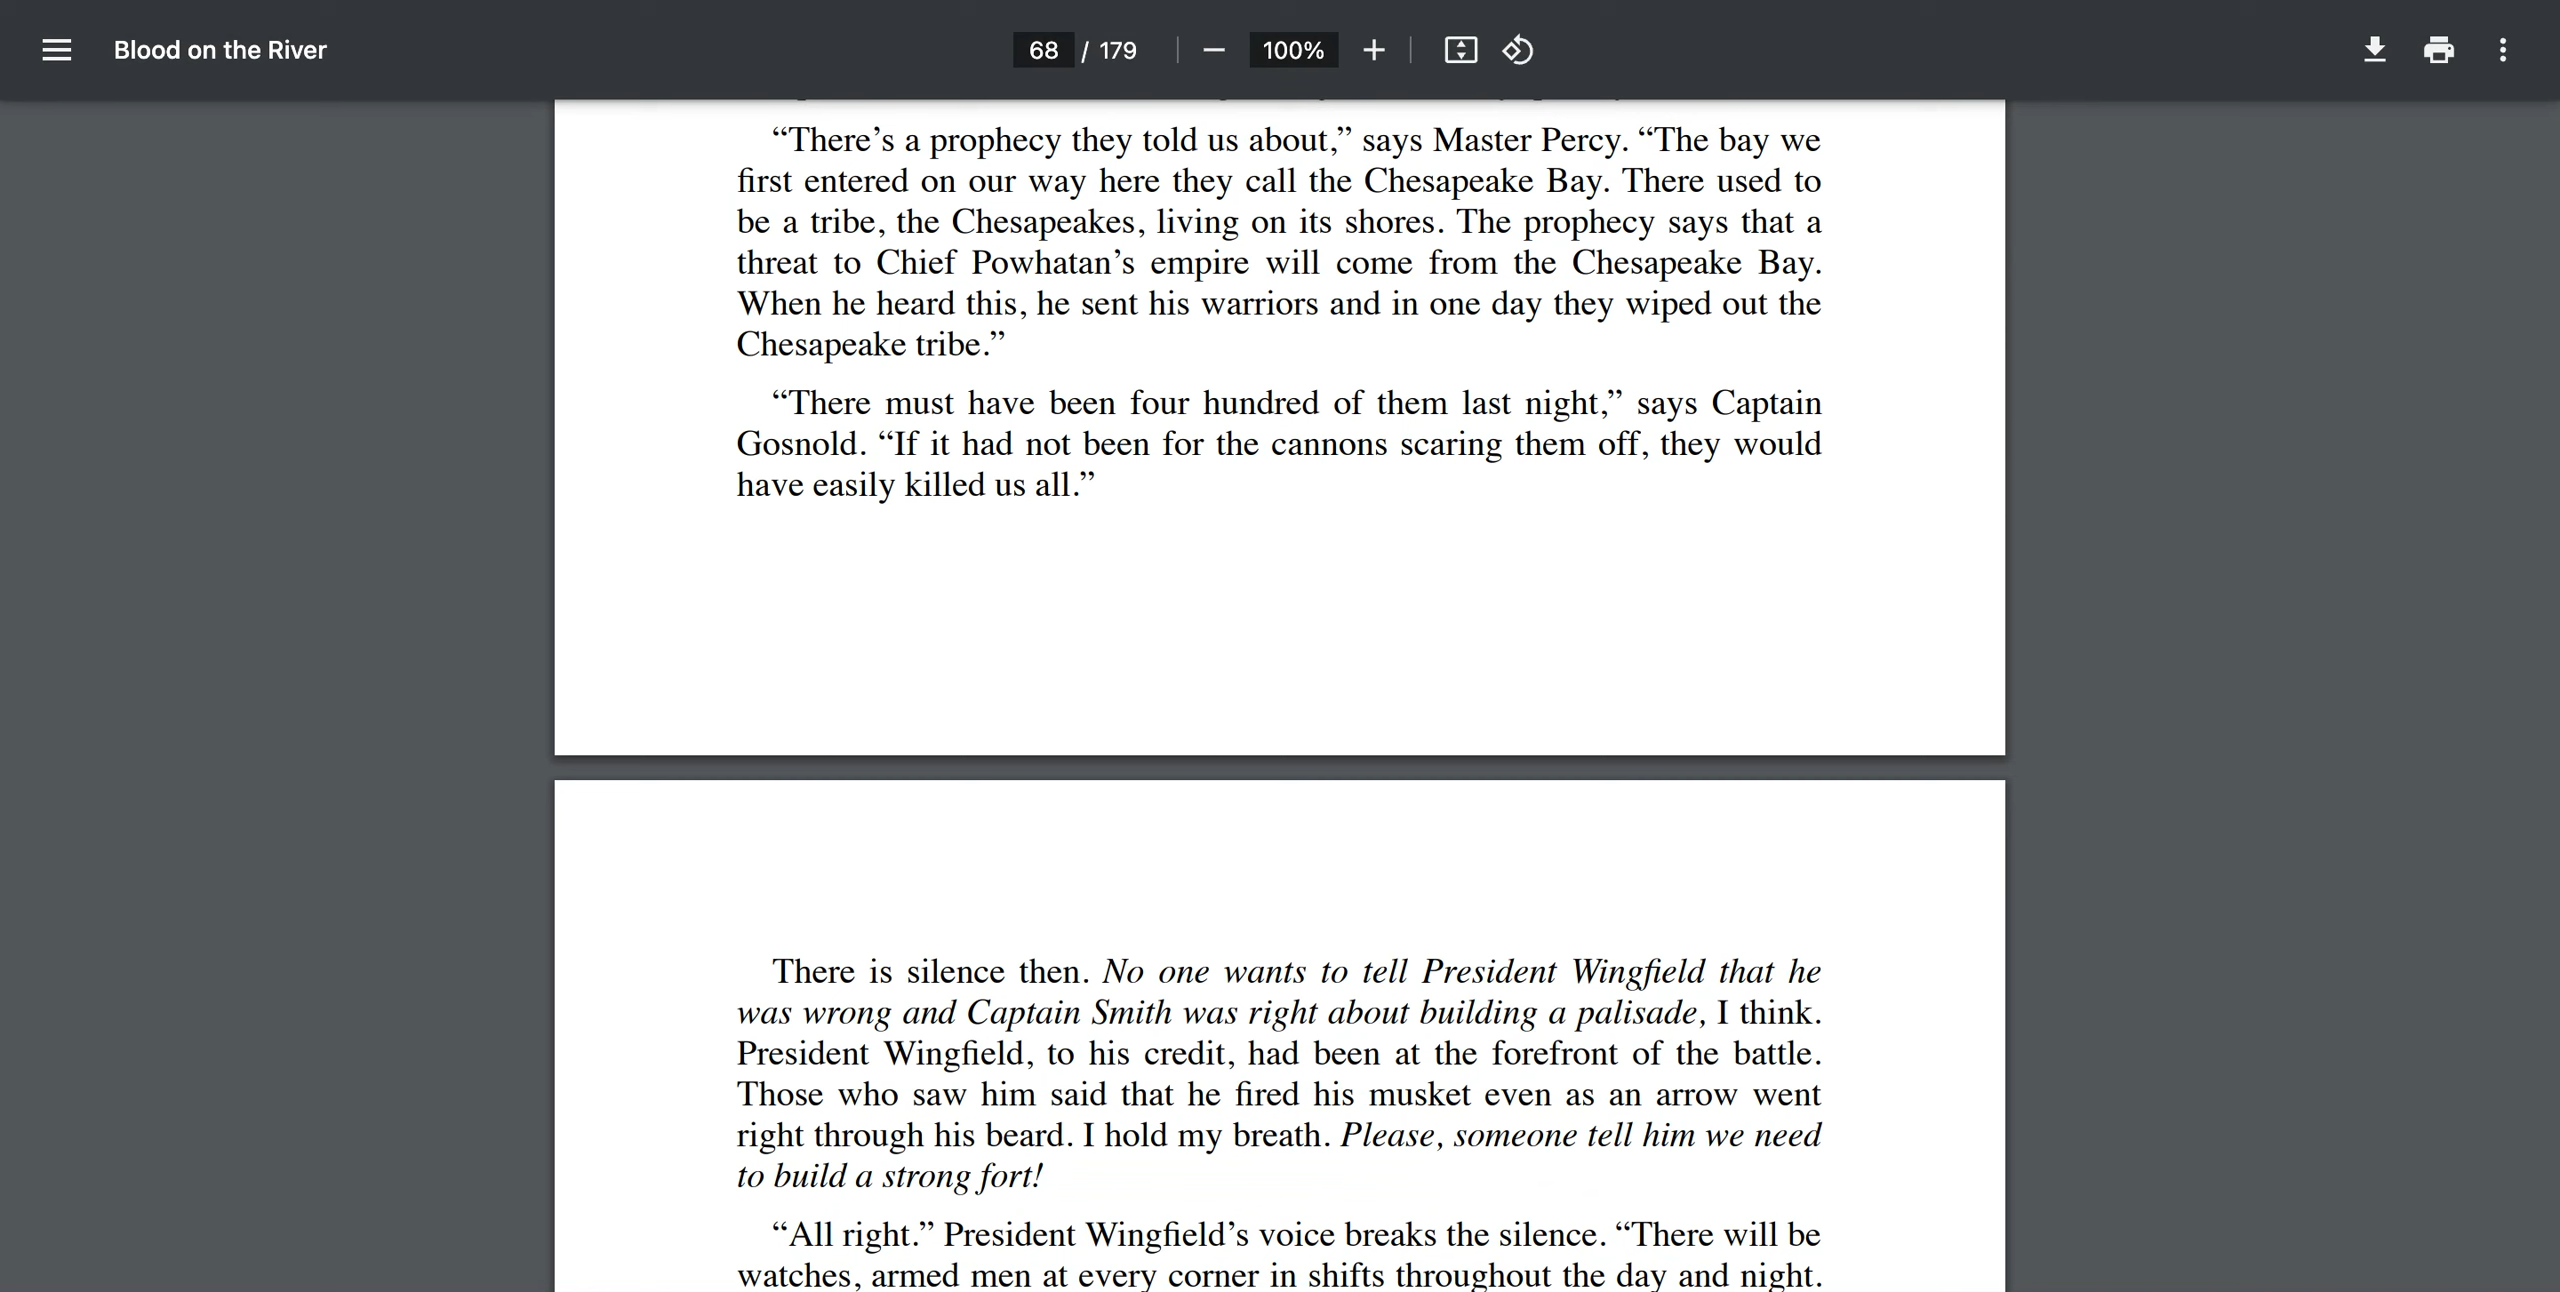 Blood on the River
68 / 179
100%
“There’s a prophecy they told us about,” says Master Percy. “The bay we
first entered on our way here they call the Chesapeake Bay. There used to
be a tribe, the Chesapeakes, living on its shores. The prophecy says that a
threat to Chief Powhatan’s empire will come from the Chesapeake Bay.
When he heard this, he sent his warriors and in one day they wiped out the
Chesapeake tribe.”
“There must have been four hundred of them last night,” says Captain
Gosnold. “If it had not been for the cannons scaring them off, they would
have easily killed us all.”
There is silence then. No one wants to tell President Wingfield that he
was wrong and Captain Smith was right about building a palisade, I think.
President Wingfield, to his credit, had been at the forefront of the battle.
Those who saw him said that he fired his musket even as an arrow went
right through his beard. I hold my breath. Please, someone tell him we need
to build a strong fort!
“All right.” President Wingfield’s voice breaks the silence. “There will be
watches, armed men at every corner in shifts throughout the day and night.